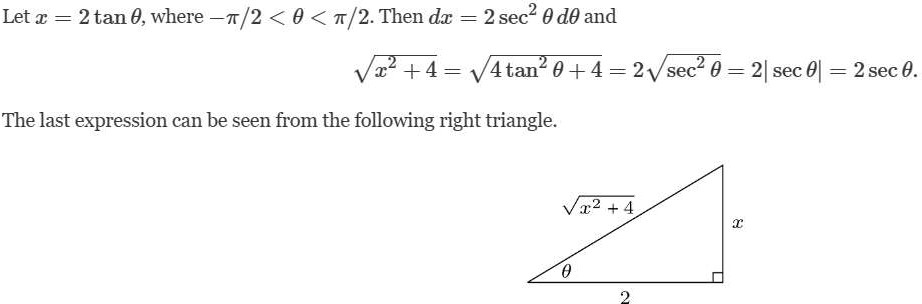 Let x = 2 tan θ, where −π/2 < θ < π/2. Then dx = 2 sec² θ dθ and
√(x² + 4) = √(4 tan² θ + 4) = 2√(sec² θ) = 2| sec θ| = 2 sec θ.
The last expression can be seen from the following right triangle.
√(x² + 4)
x
θ
2